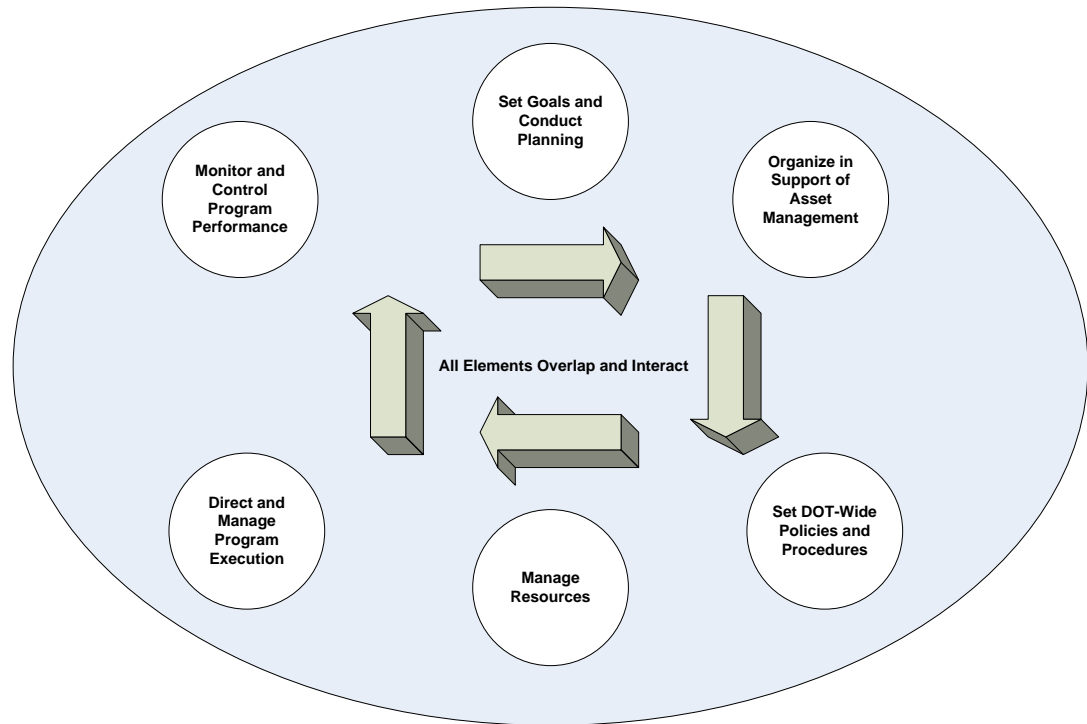 Set Goals and
Conduct
Planning
Organize in
Support of
Asset
Management
Monitor and
Control
Program
Performance
All Elements Overlap and Interact
Direct and
Manage
Program
Execution
Set DOT-Wide
Policies and
Procedures
Manage
Resources